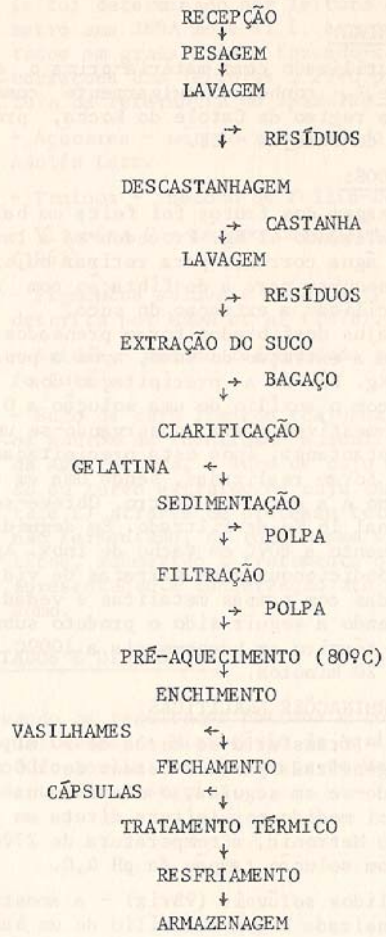 RECEPÇÃO
PESAGEM
LAVAGEM
RESÍDUOS
DESCASTANHAGEM
CASTANHA
LAVAGEM
RESÍDUOS
EXTRAÇÃO DO SUCO
BAGAÇO
CLARIFICAÇÃO
GELATINA
SEDIMENTAÇÃO
POLPA
FILTRAÇÃO
POLPA
PRÉ-AQUECIMENTO (80ºC)
ENCHIMENTO
VASILHAMES
FECHAMENTO
CÁPSULAS
TRATAMENTO TÉRMICO
RESFRIAMENTO
ARMAZENAGEM